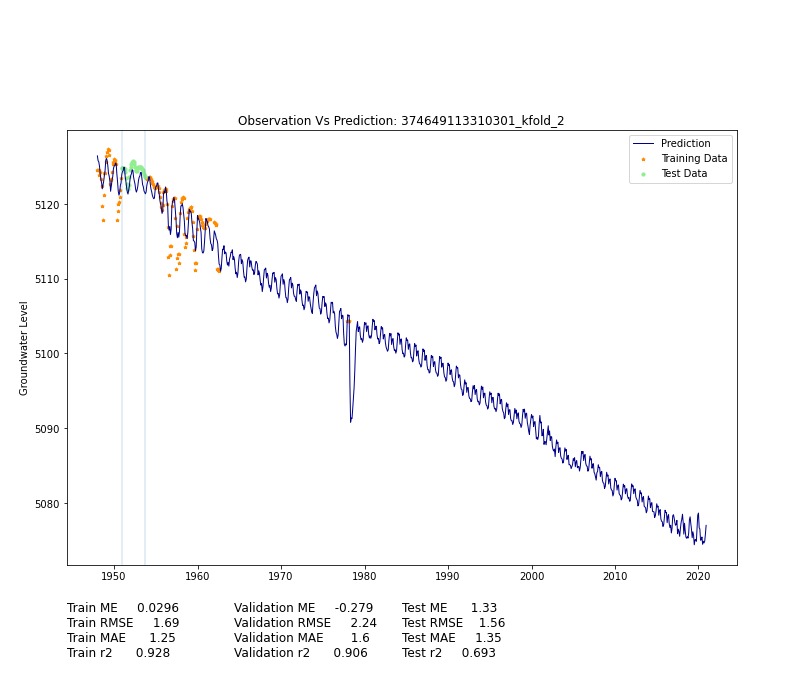 Observation Vs Prediction: 374649113310301_kfold_2
Prediction
Training Data
Test Data
Groundwater Level
5120
5110
5100
5090
5080
1950 1960 1970 1980 1990 2000 2010 2020
Train ME 0.0296 Validation ME -0.279 Test ME 1.33
Train RMSE 1.69 Validation RMSE 2.24 Test RMSE 1.56
Train MAE 1.25 Validation MAE 1.6 Test MAE 1.35
Train r2 0.928 Validation r2 0.906 Test r2 0.693